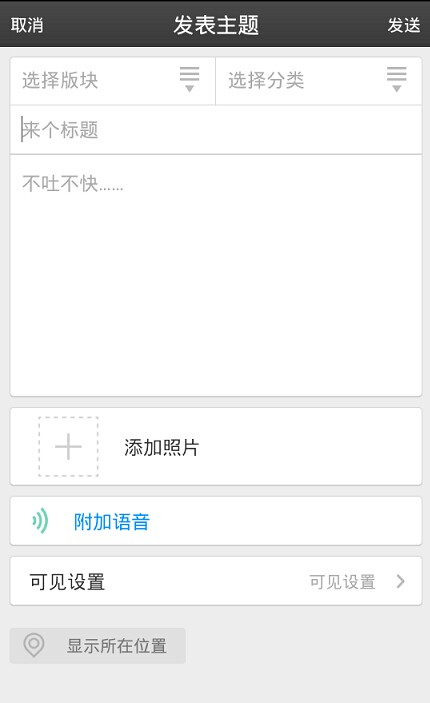 取消 发表主题 发送
选择版块 选择分类
来个标题
不吐不快......
添加照片
附加语音
可见设置 可见设置
显示所在位置